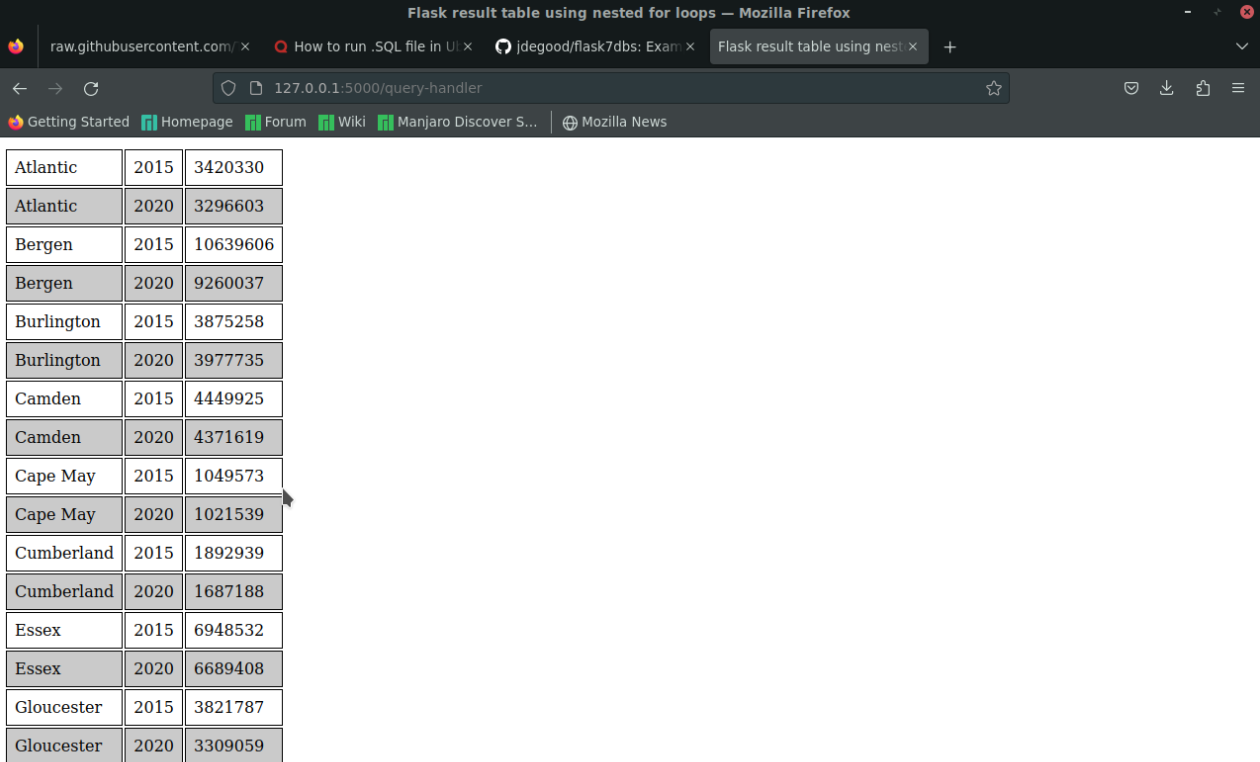 Flask result table using nested for loops — Mozilla Firefox
raw.githubusercontent.com/ How to run .SQL file in Ub jdegood/flask7dbs: Exam Flask result table using nest
127.0.0.1:5000/query-handler
Getting Started Homepage Forum Wiki Manjaro Discover S... Mozilla News
Atlantic 2015 3420330
Atlantic 2020 3296603
Bergen 2015 10639606
Bergen 2020 9260037
Burlington 2015 3875258
Burlington 2020 3977735
Camden 2015 4449925
Camden 2020 4371619
Cape May 2015 1049573
Cape May 2020 1021539
Cumberland 2015 1892939
Cumberland 2020 1687188
Essex 2015 6948532
Essex 2020 6689408
Gloucester 2015 3821787
Gloucester 2020 3309059